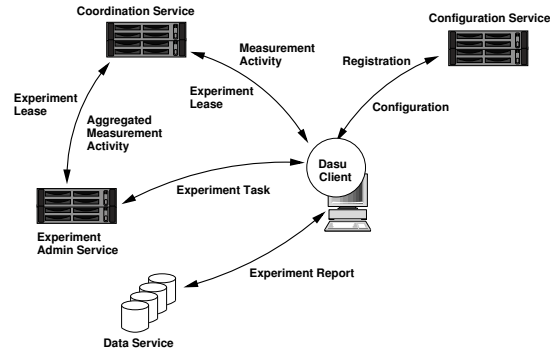 Coordination Service
Configuration Service
Measurement
Activity
Registration
Experiment
Lease
Experiment
Lease
Aggregated
Measurement
Activity
Configuration
Dasu
Client
Experiment Task
Experiment
Admin Service
Experiment Report
Data Service